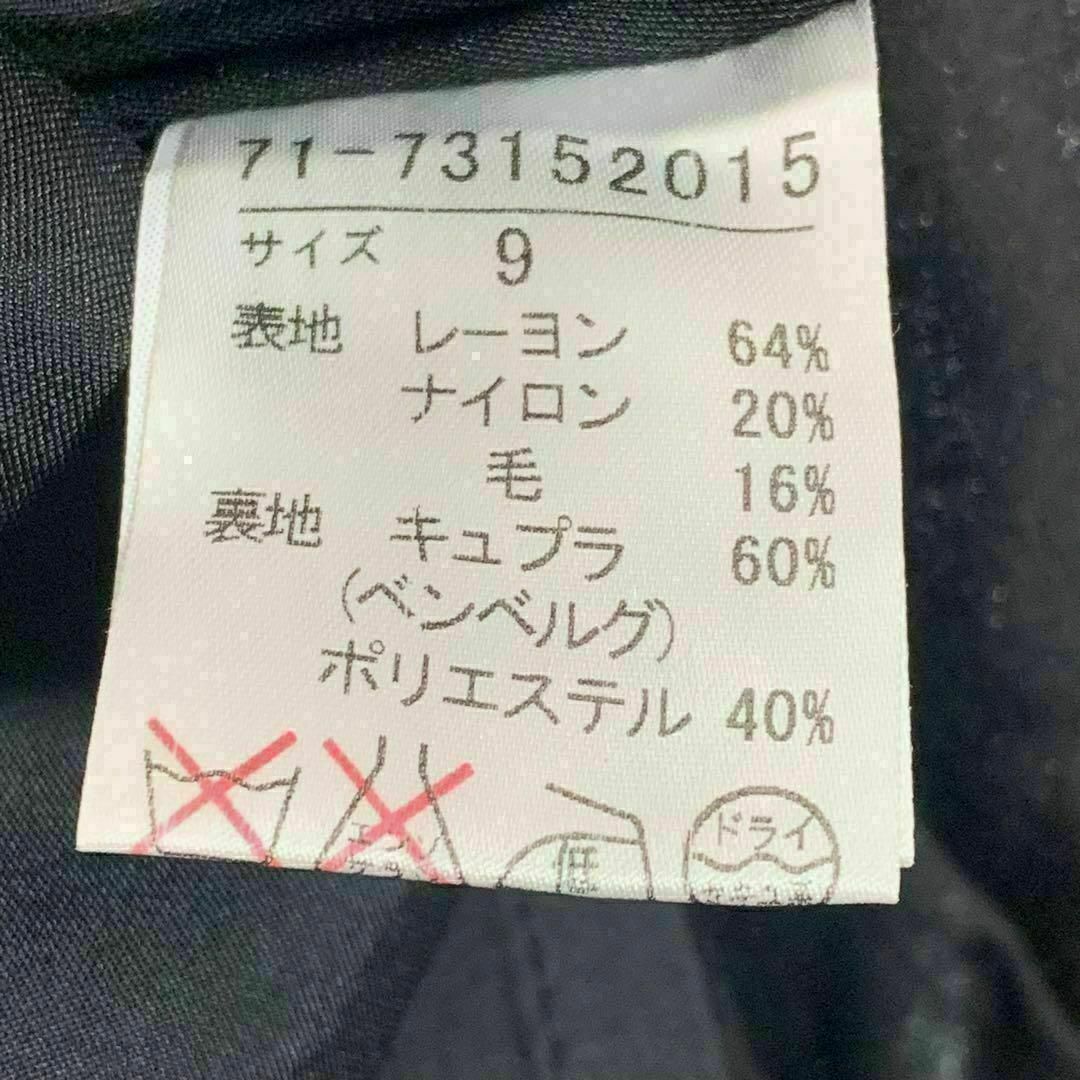 71-73152015
サイズ 9
表地 レーヨン 64%
ナイロン 20%
毛 16%
裏地 キュプラ 60%
(ベンベルグ)
ポリエステル 40%
ドライ